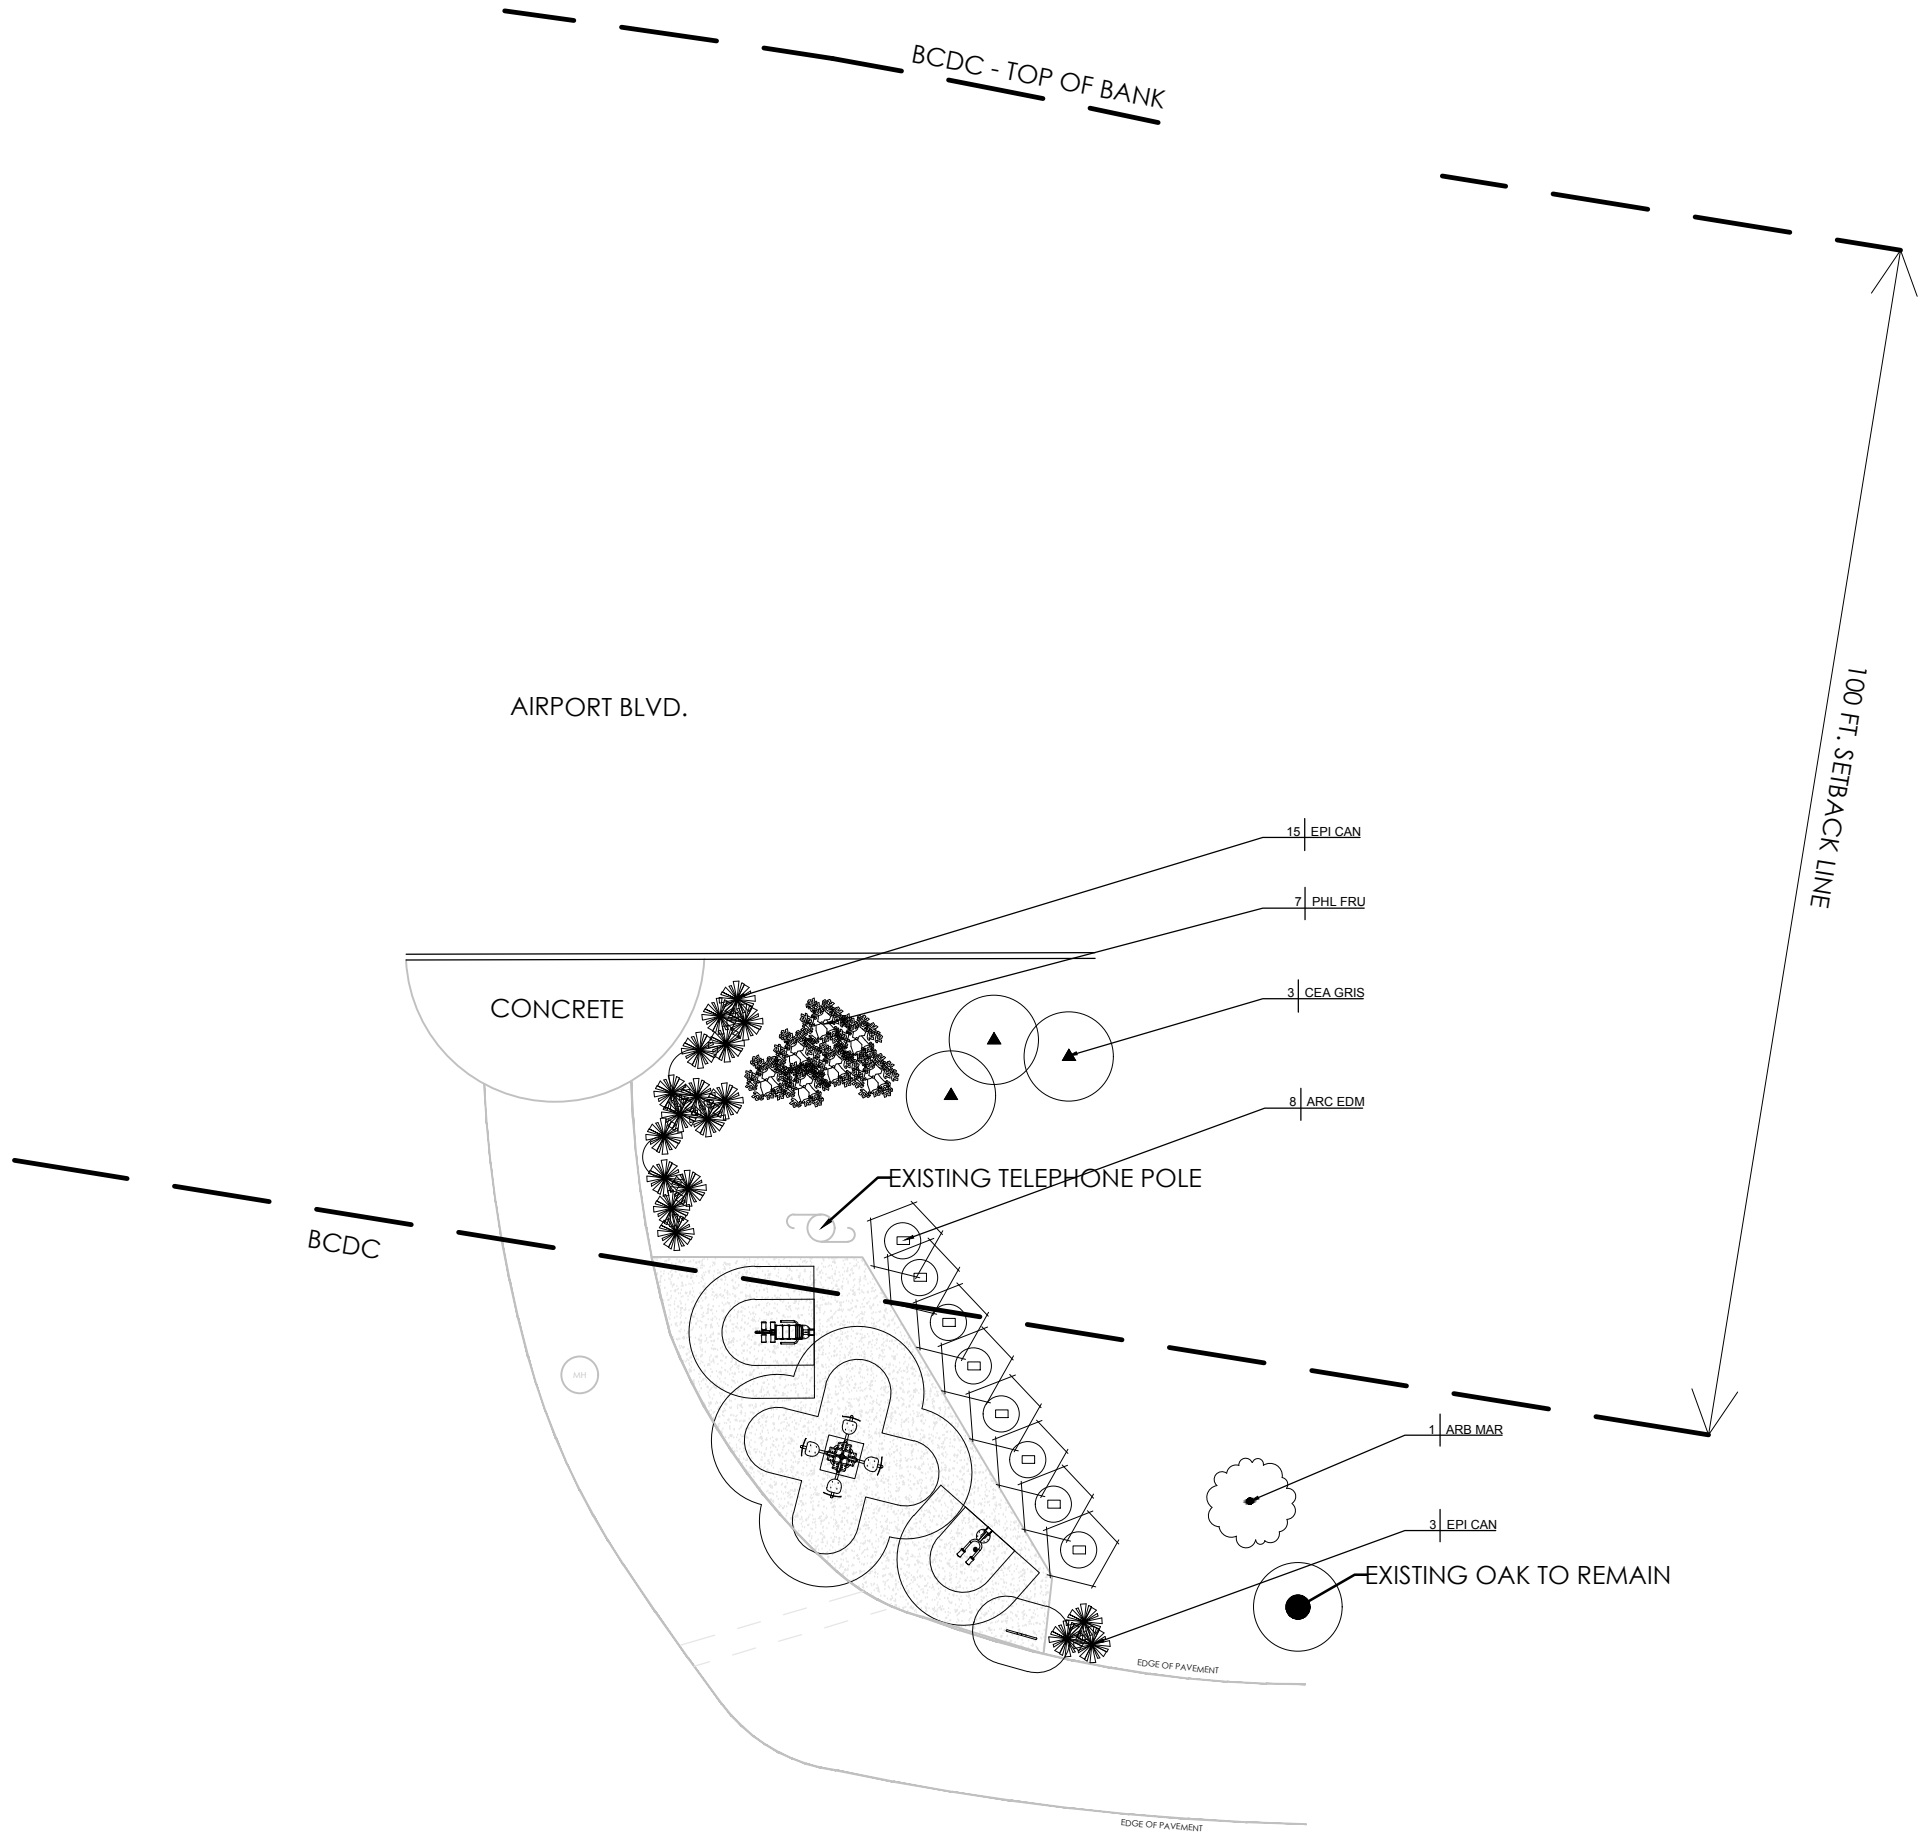 BCDC - TOP OF BANK
100 FT. SETBACK LINE
AIRPORT BLVD.
15 EPI CAN
7 PHL FRU
3 CEA GRIS
CONCRETE
8 ARC EDM
EXISTING TELEPHONE POLE
BCDC
MH
1 ARB MAR
3 EPI CAN
EXISTING OAK TO REMAIN
EDGE OF PAVEMENT
EDGE OF PAVEMENT